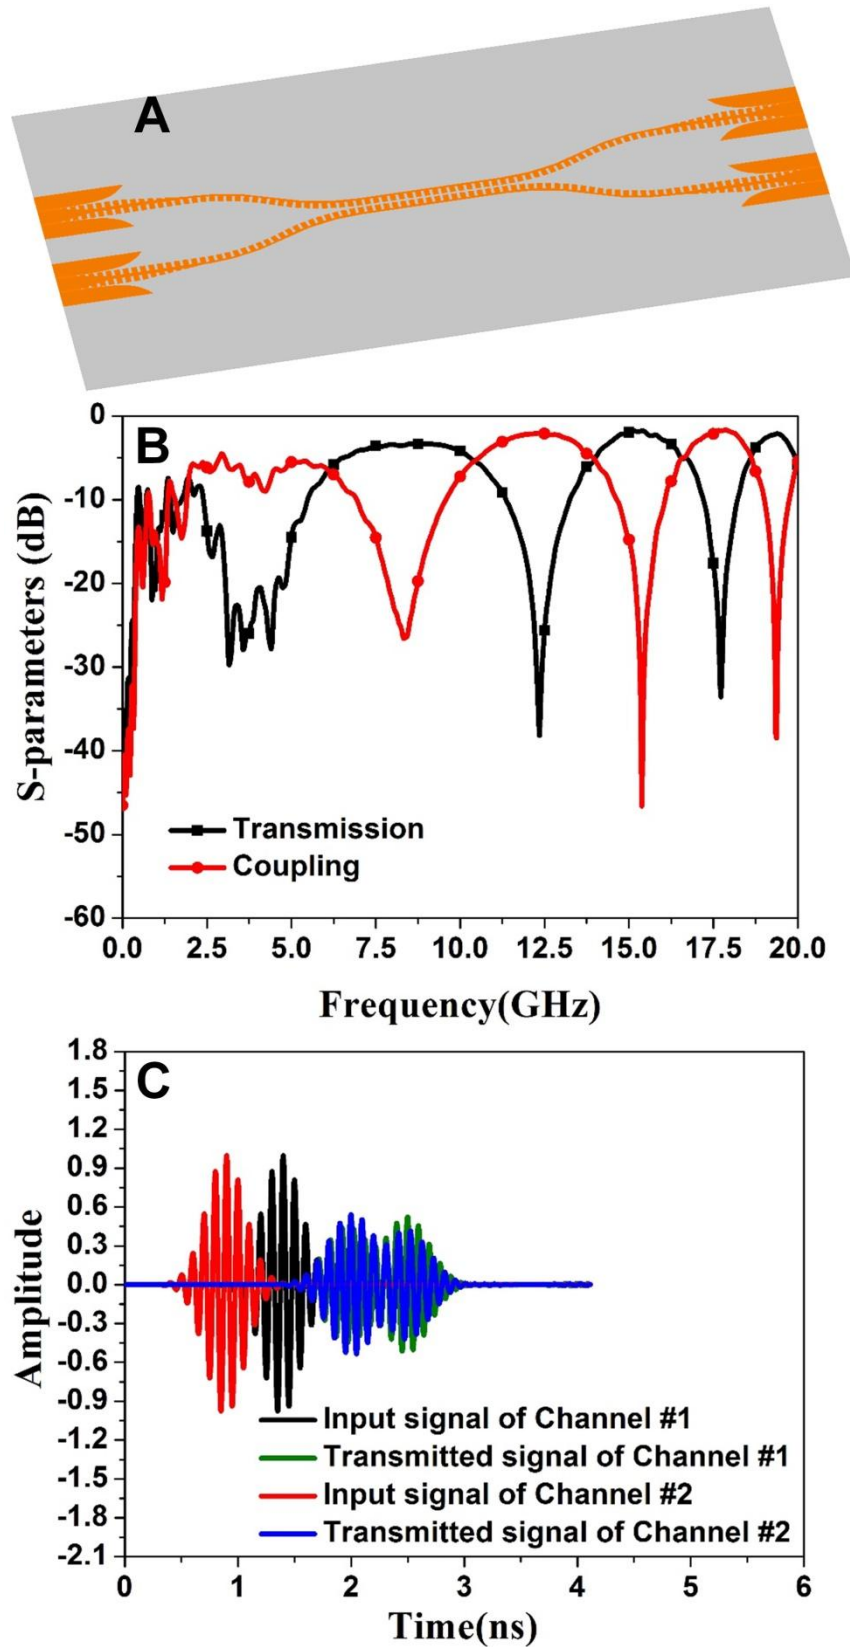 A
B
0
-10
-20
-30
-40
-50
-60
S-parameters (dB)
Transmission
Coupling
0.0 2.5 5.0 7.5 10.0 12.5 15.0 17.5 20.0
Frequency(GHz)
C
1.8
1.5
1.2
0.9
0.6
0.3
0.0
-0.3
-0.6
-0.9
-1.2
-1.5
-1.8
-2.1
Amplitude
Input signal of Channel #1
Transmitted signal of Channel #1
Input signal of Channel #2
Transmitted signal of Channel #2
0 1 2 3 4 5 6
Time(ns)